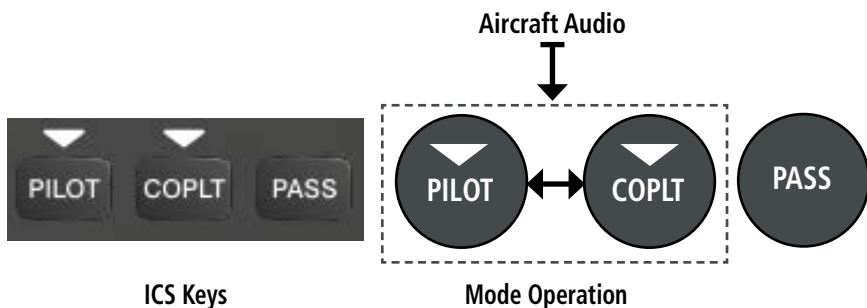 Aircraft Audio
PILOT COPLT PASS
PILOT COPLT PASS
ICS Keys
Mode Operation